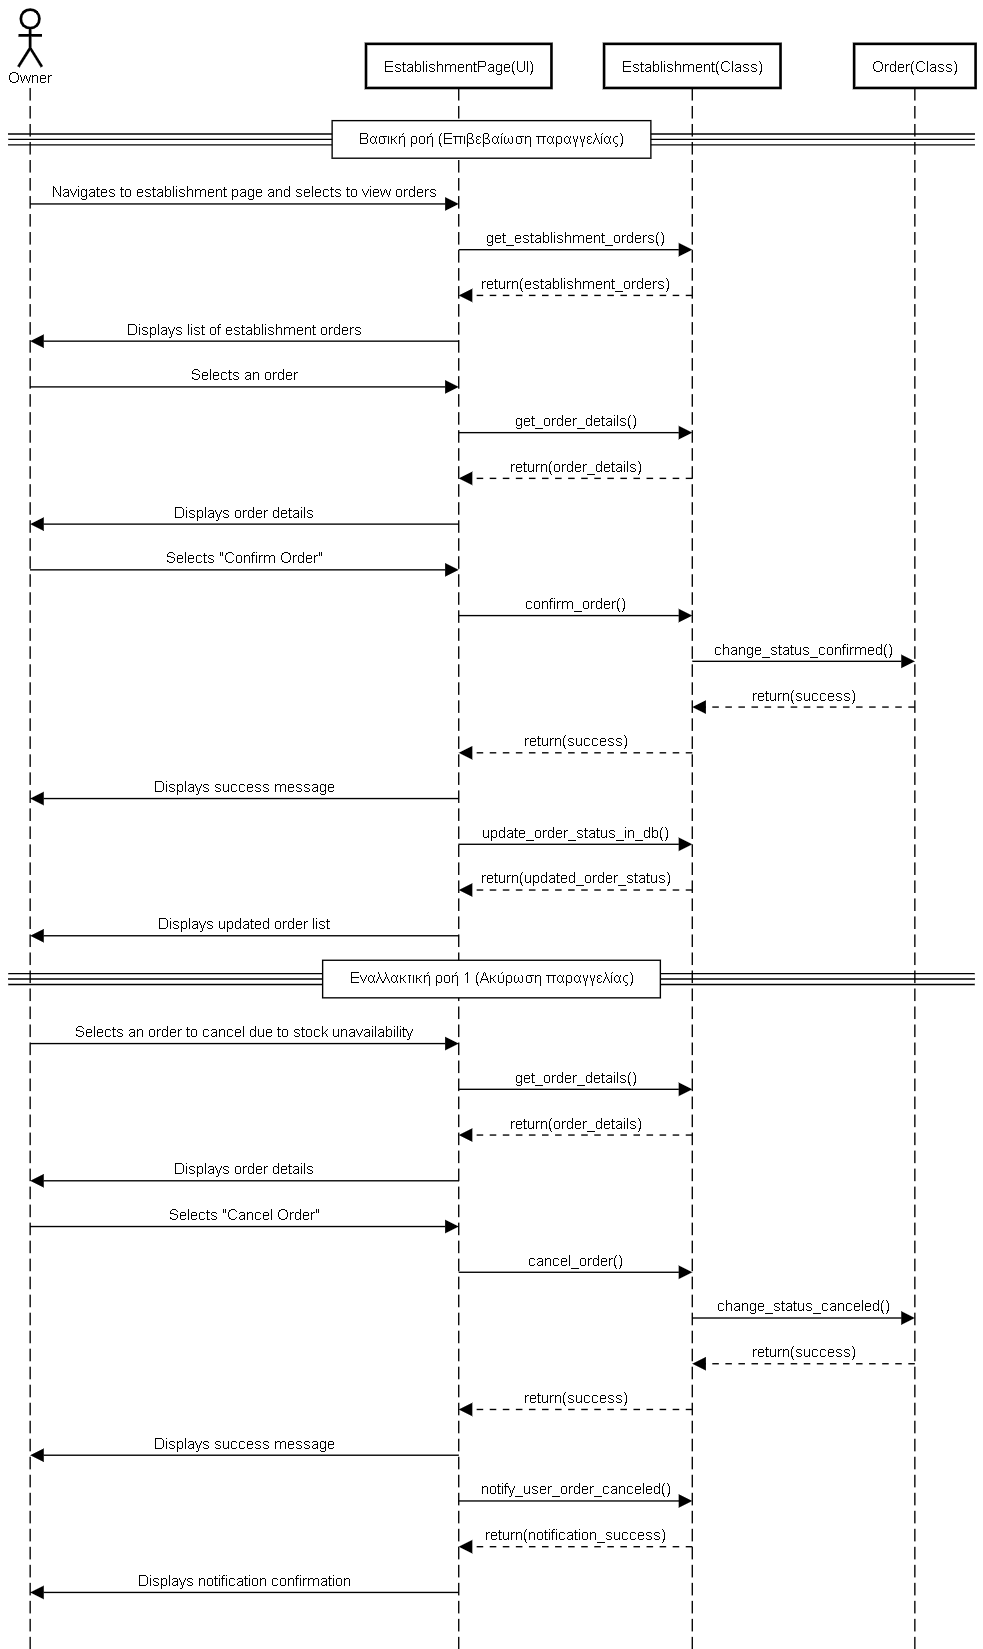 Owner
EstablishmentPage(UI)
Establishment(Class)
Order(Class)
Βασική ροή (Επιβεβαίωση παραγγελίας)
Navigates to establishment page and selects to view orders
get_establishment_orders()
return(establishment_orders)
Displays list of establishment orders
Selects an order
get_order_details()
return(order_details)
Displays order details
Selects "Confirm Order"
confirm_order()
change_status_confirmed()
return(success)
return(success)
Displays success message
update_order_status_in_db()
return(updated_order_status)
Displays updated order list
Εναλλακτική ροή 1 (Ακύρωση παραγγελίας)
Selects an order to cancel due to stock unavailability
get_order_details()
return(order_details)
Displays order details
Selects "Cancel Order"
cancel_order()
change_status_canceled()
return(success)
return(success)
Displays success message
notify_user_order_canceled()
return(notification_success)
Displays notification confirmation